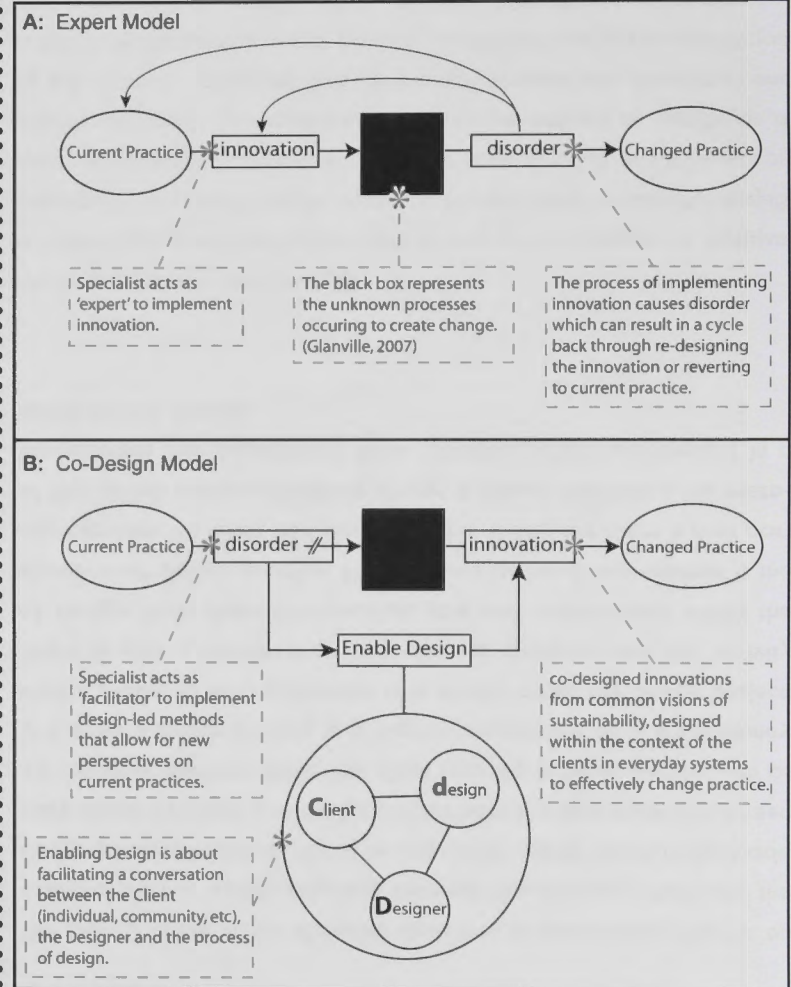 A: Expert Model
Current Practice
innovation
disorder
Changed Practice
Specialist acts as
'expert' to implement
innovation.
The black box represents
the unknown processes
occuring to create change.
(Glanville, 2007)
The process of implementing
innovation causes disorder
which can result in a cycle
back through re-designing
the innovation or reverting
to current practice.
B: Co-Design Model
Current Practice
disorder
innovation
Changed Practice
Enable Design
Specialist acts as
'facilitator' to implement
design-led methods
that allow for new
perspectives on
current practices.
co-designed innovations
from common visions of
sustainability, designed
within the context of the
clients in everyday systems
to effectively change practice.
Client
design
Designer
Enabling Design is about
facilitating a conversation
between the Client
(individual, community, etc),
the Designer and the process
of design.